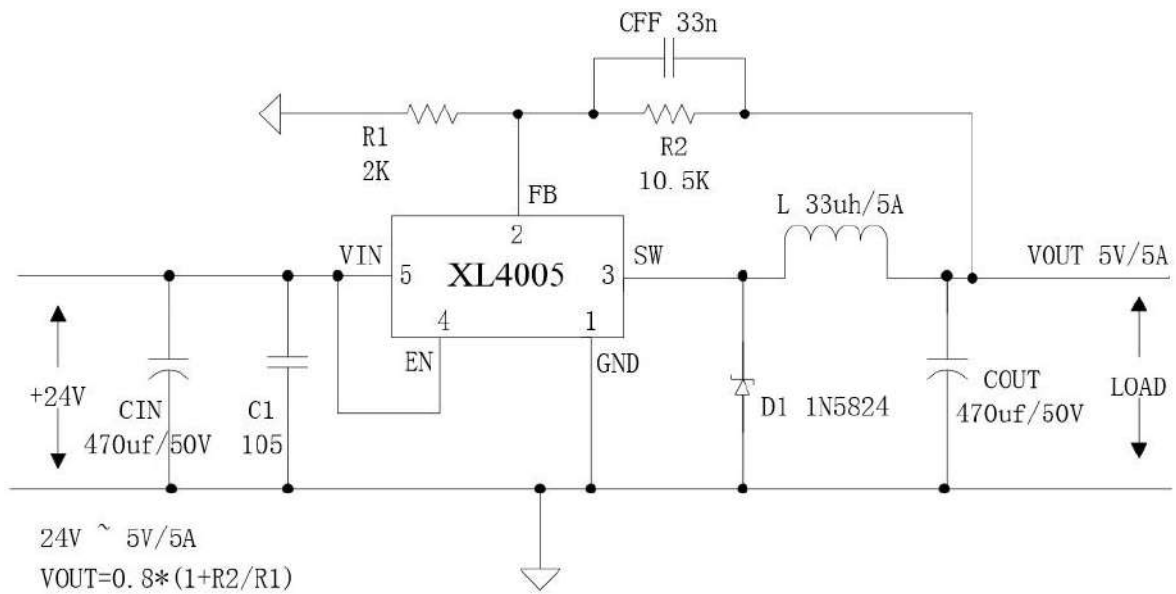 CFF 33n
R1
2K
R2
10.5K
FB
L 33uh/5A
2
VIN
SW
VOUT 5V/5A
5
XL4005
3
4
1
EN
GND
+24V
CIN
470uf/50V
C1
105
D1 1N5824
COUT
470uf/50V
LOAD
24V ~ 5V/5A
VOUT=0.8*(1+R2/R1)